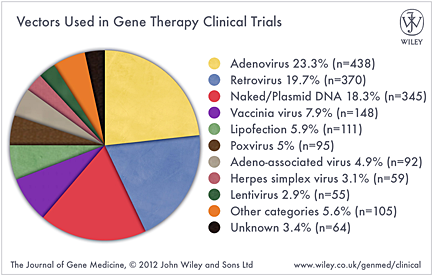 Vectors Used in Gene Therapy Clinical Trials
WILEY
Adenovirus 23.3% (n=438)
Retrovirus 19.7% (n=370)
Naked/Plasmid DNA 18.3% (n=345)
Vaccinia virus 7.9% (n=148)
Lipofection 5.9% (n=111)
Poxvirus 5% (n=95)
Adeno-associated virus 4.9% (n=92)
Herpes simplex virus 3.1% (n=59)
Lentivirus 2.9% (n=55)
Other categories 5.6% (n=105)
Unknown 3.4% (n=64)
The Journal of Gene Medicine, © 2012 John Wiley and Sons Ltd
www.wiley.co.uk/genmed/clinical